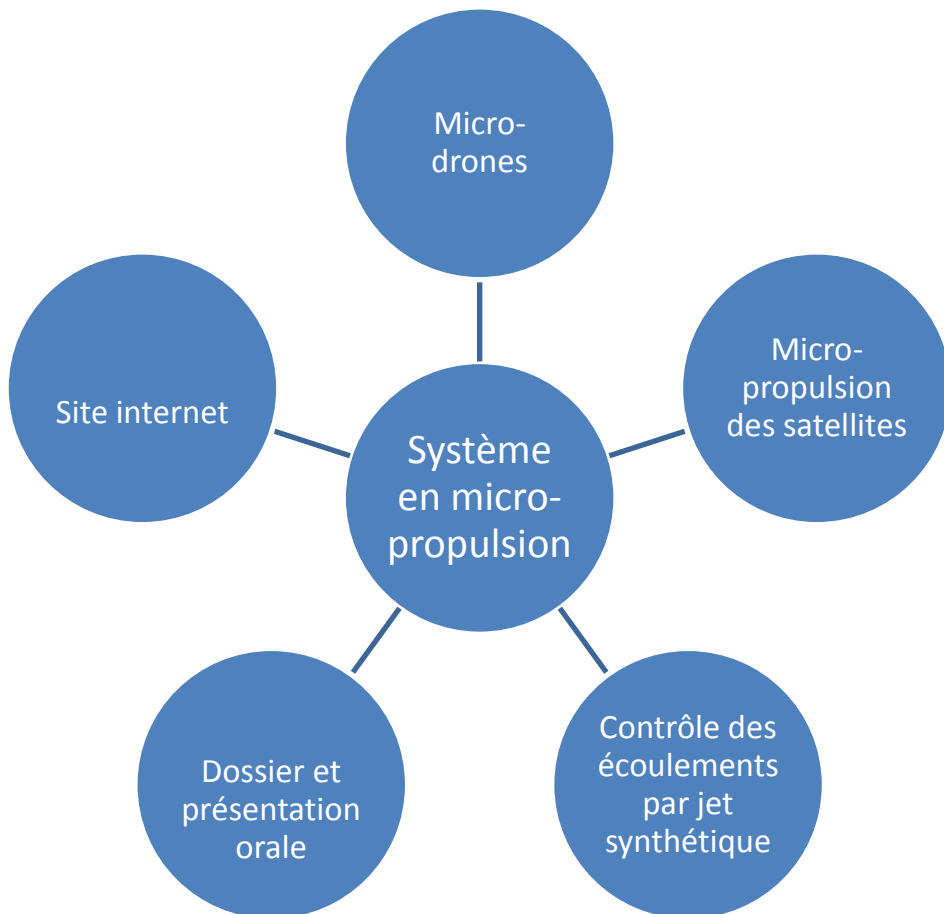 Micro-
drones
Micro-
propulsion
des satellites
Site internet
Système
en micro-
propulsion
Contrôle des
écoulements
par jet
synthétique
Dossier et
présentation
orale